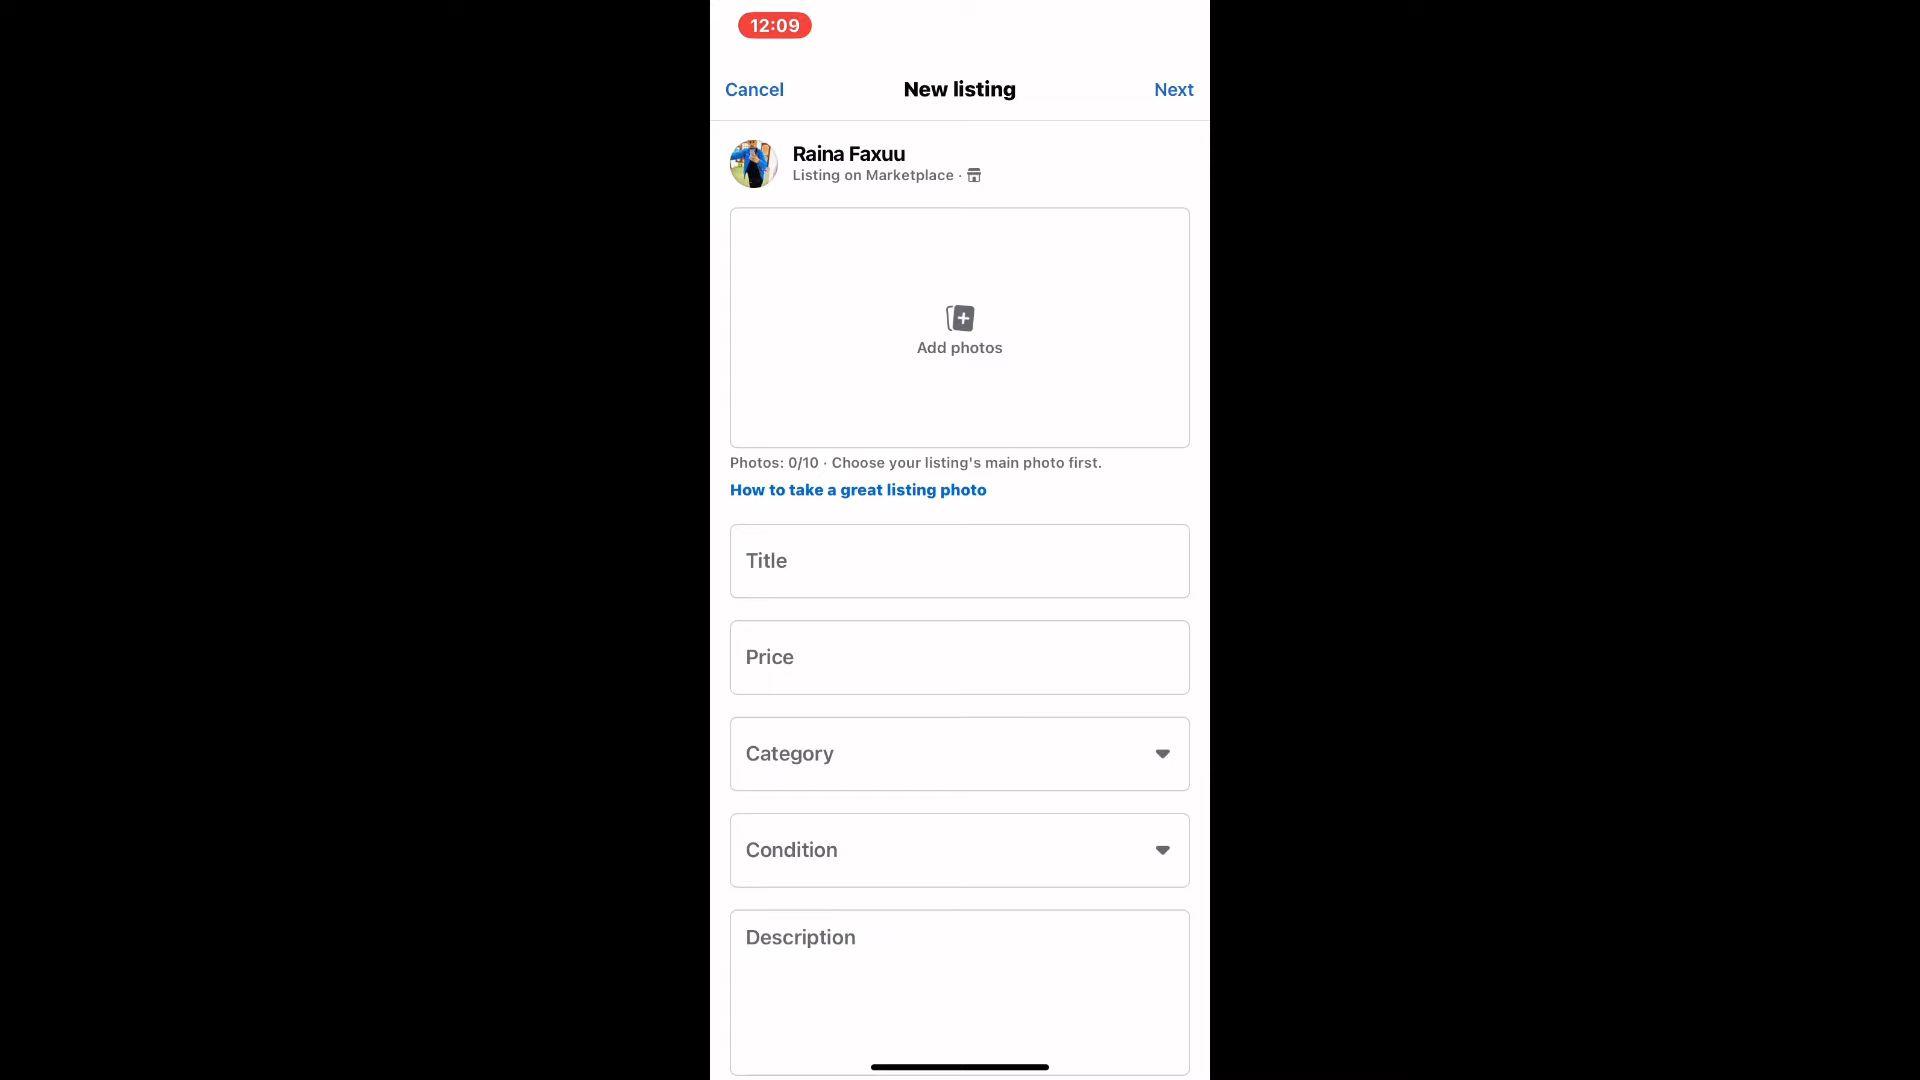 12:09
Cancel
New listing
Next
Raina Faxuu
Listing on Marketplace ·
Add photos
Photos: 0/10 · Choose your listing's main photo first.
How to take a great listing photo
Title
Price
Category
Condition
Description